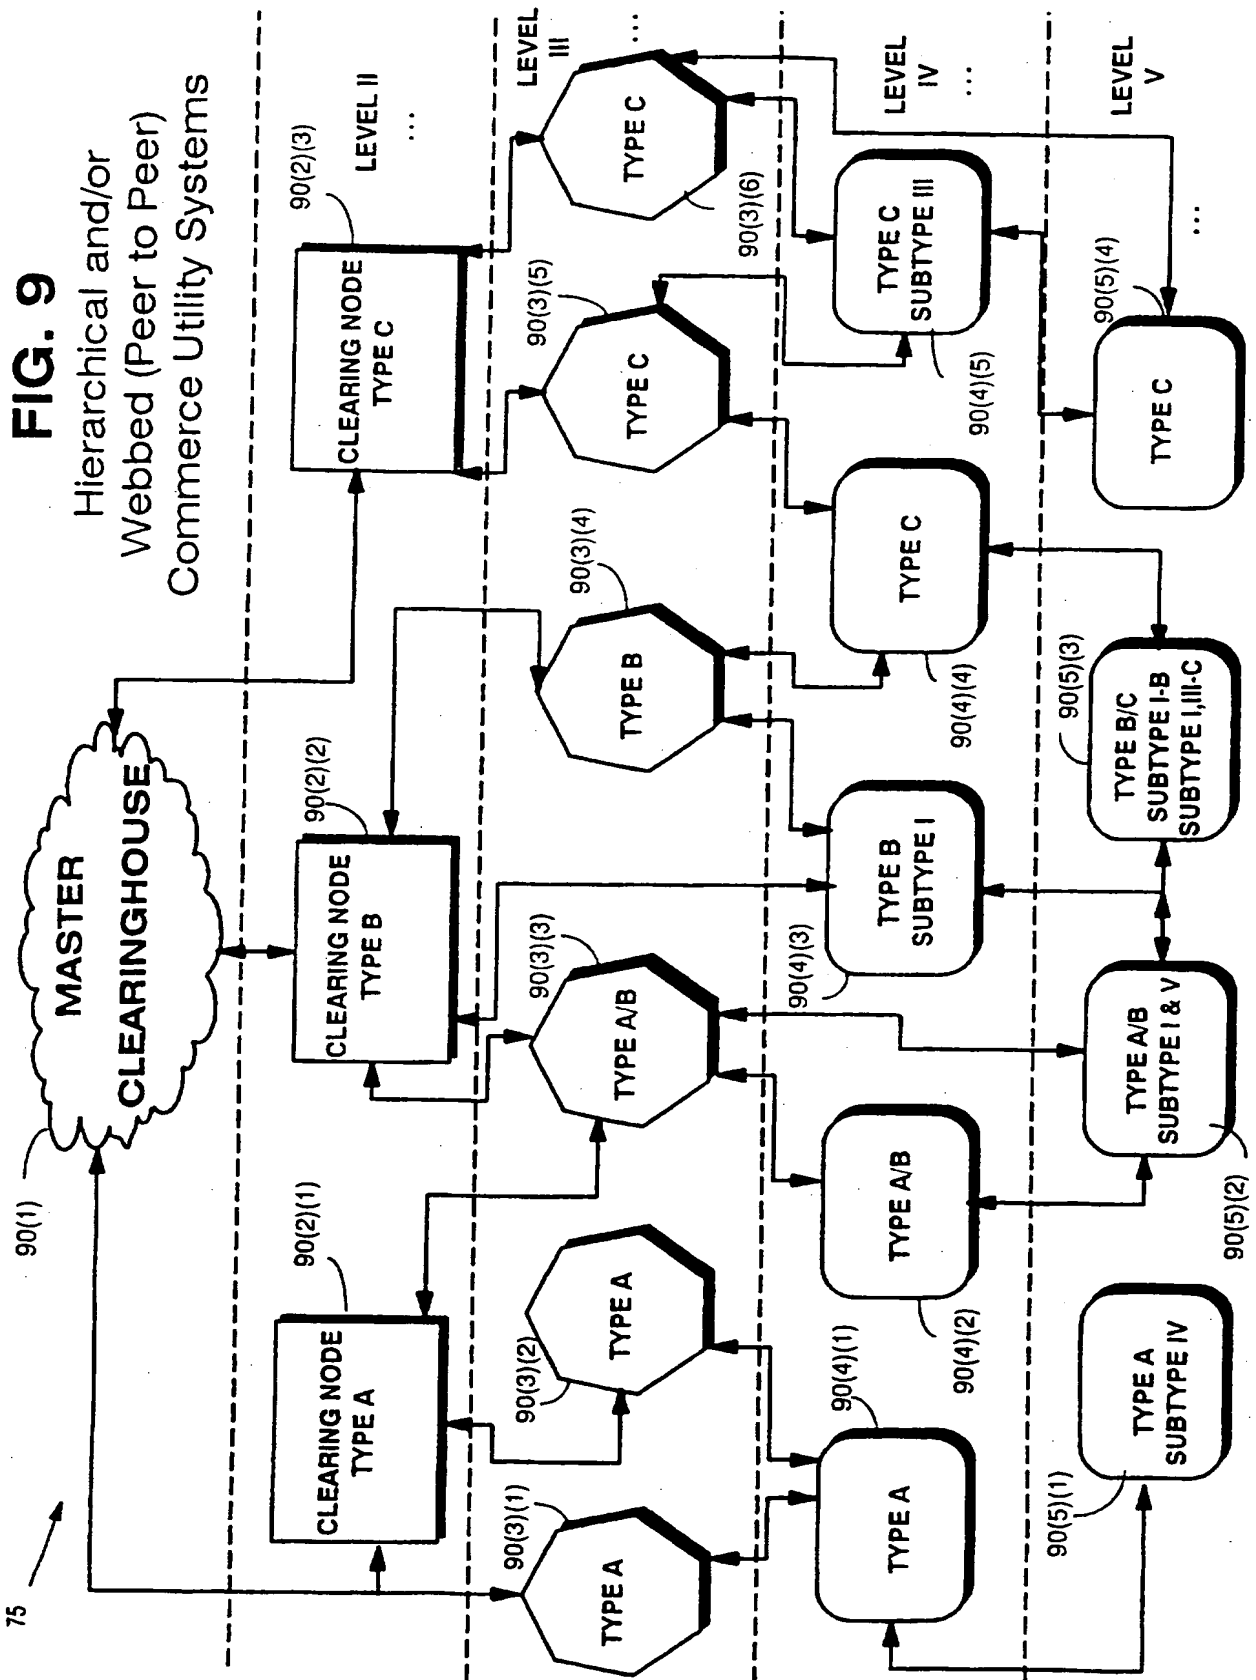 FIG. 9
Hierarchical and/or
Webbed (Peer to Peer)
Commerce Utility Systems
75
90(1)
MASTER
CLEARINGHOUSE
LEVEL II
...
90(2)(1)
CLEARING NODE
TYPE A
90(2)(2)
CLEARING NODE
TYPE B
90(2)(3)
CLEARING NODE
TYPE C
LEVEL
III
...
90(3)(1)
TYPE A
90(3)(2)
TYPE A
90(3)(3)
TYPE A/B
90(3)(4)
TYPE B
90(3)(5)
TYPE C
90(3)(6)
TYPE C
LEVEL
IV
...
90(4)(1)
TYPE A
90(4)(2)
TYPE A/B
90(4)(3)
TYPE B
SUBTYPE I
90(4)(4)
TYPE C
90(4)(5)
TYPE C
SUBTYPE III
LEVEL
V
...
90(5)(1)
TYPE A
SUBTYPE IV
90(5)(2)
TYPE A/B
SUBTYPE I & V
90(5)(3)
TYPE B/C
SUBTYPE I-B
SUBTYPE I,III-C
90(5)(4)
TYPE C